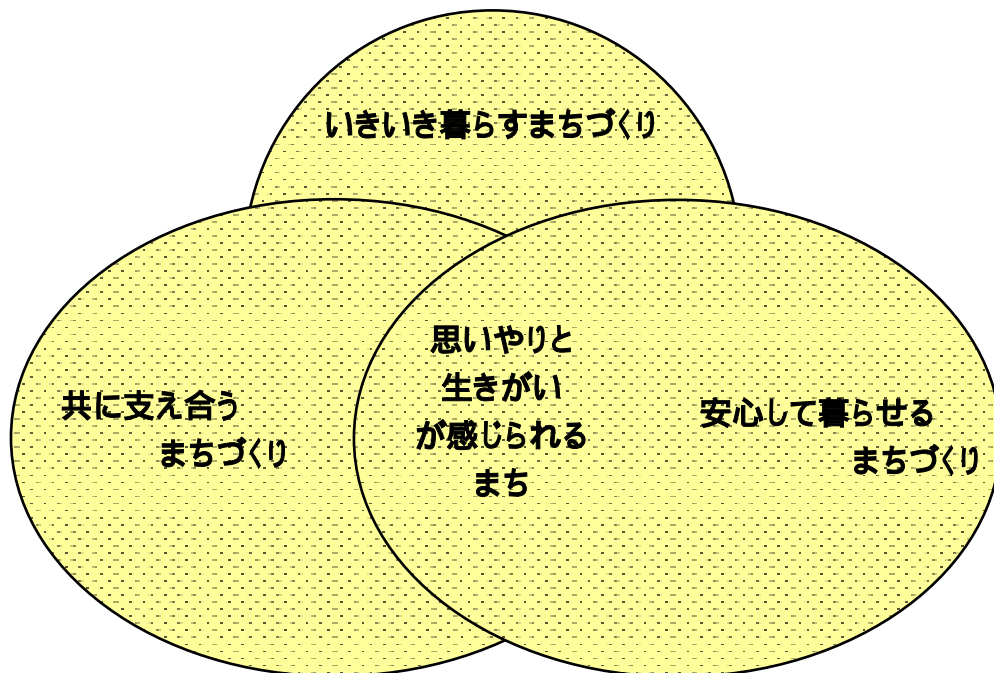 いきいき暮らすまちづくり
思いやりと
生きがい
が感じられる
まち
共に支え合う
まちづくり
安心して暮らせる
まちづくり